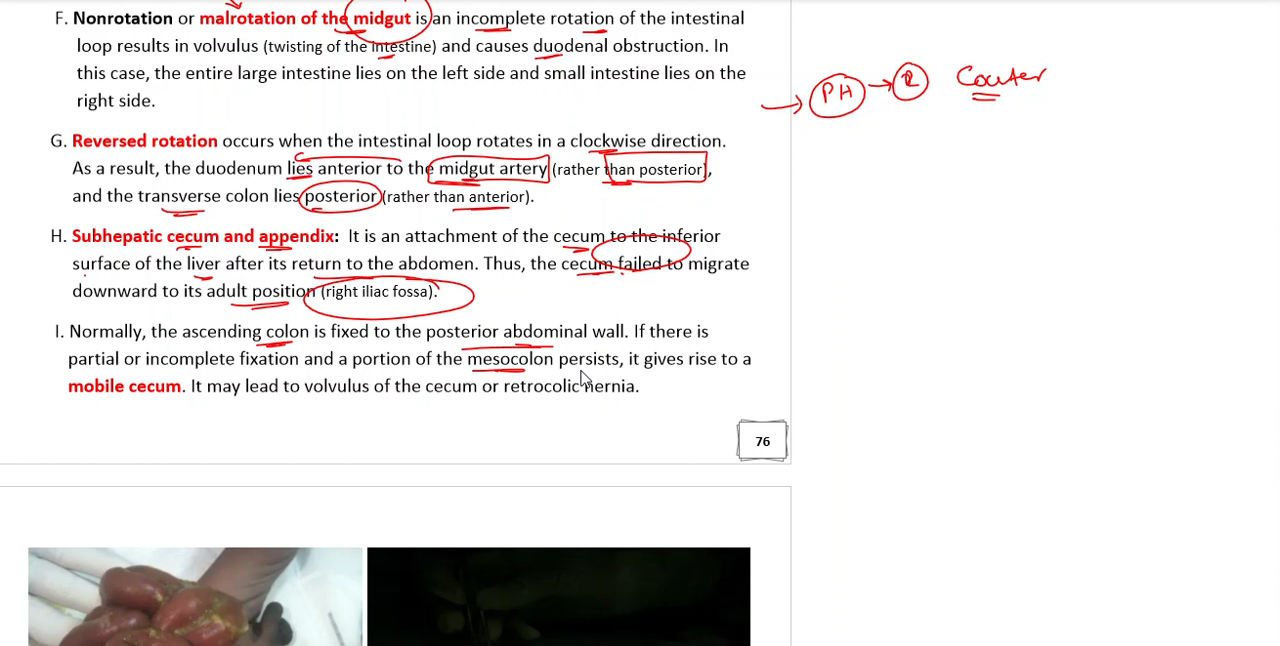 F. Nonrotation or malrotation of the midgut is an incomplete rotation of the intestinal
loop results in volvulus (twisting of the intestine) and causes duodenal obstruction. In
this case, the entire large intestine lies on the left side and small intestine lies on the
right side.
PH → R Couter
G. Reversed rotation occurs when the intestinal loop rotates in a clockwise direction.
As a result, the duodenum lies anterior to the midgut artery (rather than posterior),
and the transverse colon lies posterior (rather than anterior).
H. Subhepatic cecum and appendix: It is an attachment of the cecum to the inferior
surface of the liver after its return to the abdomen. Thus, the cecum failed to migrate
downward to its adult position (right iliac fossa).
I. Normally, the ascending colon is fixed to the posterior abdominal wall. If there is
partial or incomplete fixation and a portion of the mesocolon persists, it gives rise to a
mobile cecum. It may lead to volvulus of the cecum or retrocolic hernia.
76